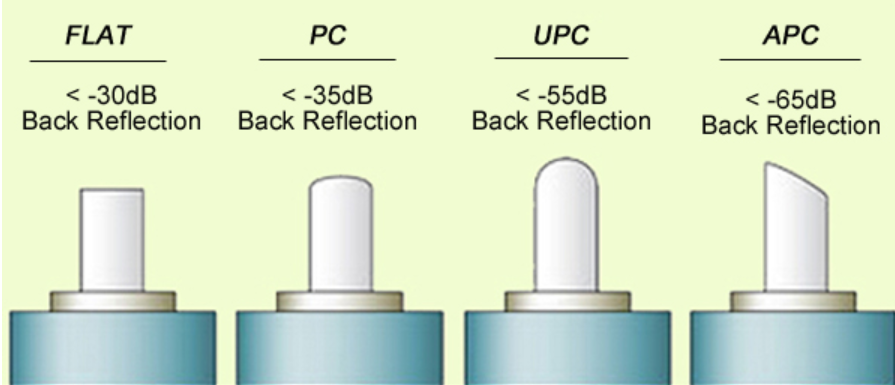 FLAT
< -30dB
Back Reflection
PC
< -35dB
Back Reflection
UPC
< -55dB
Back Reflection
APC
< -65dB
Back Reflection